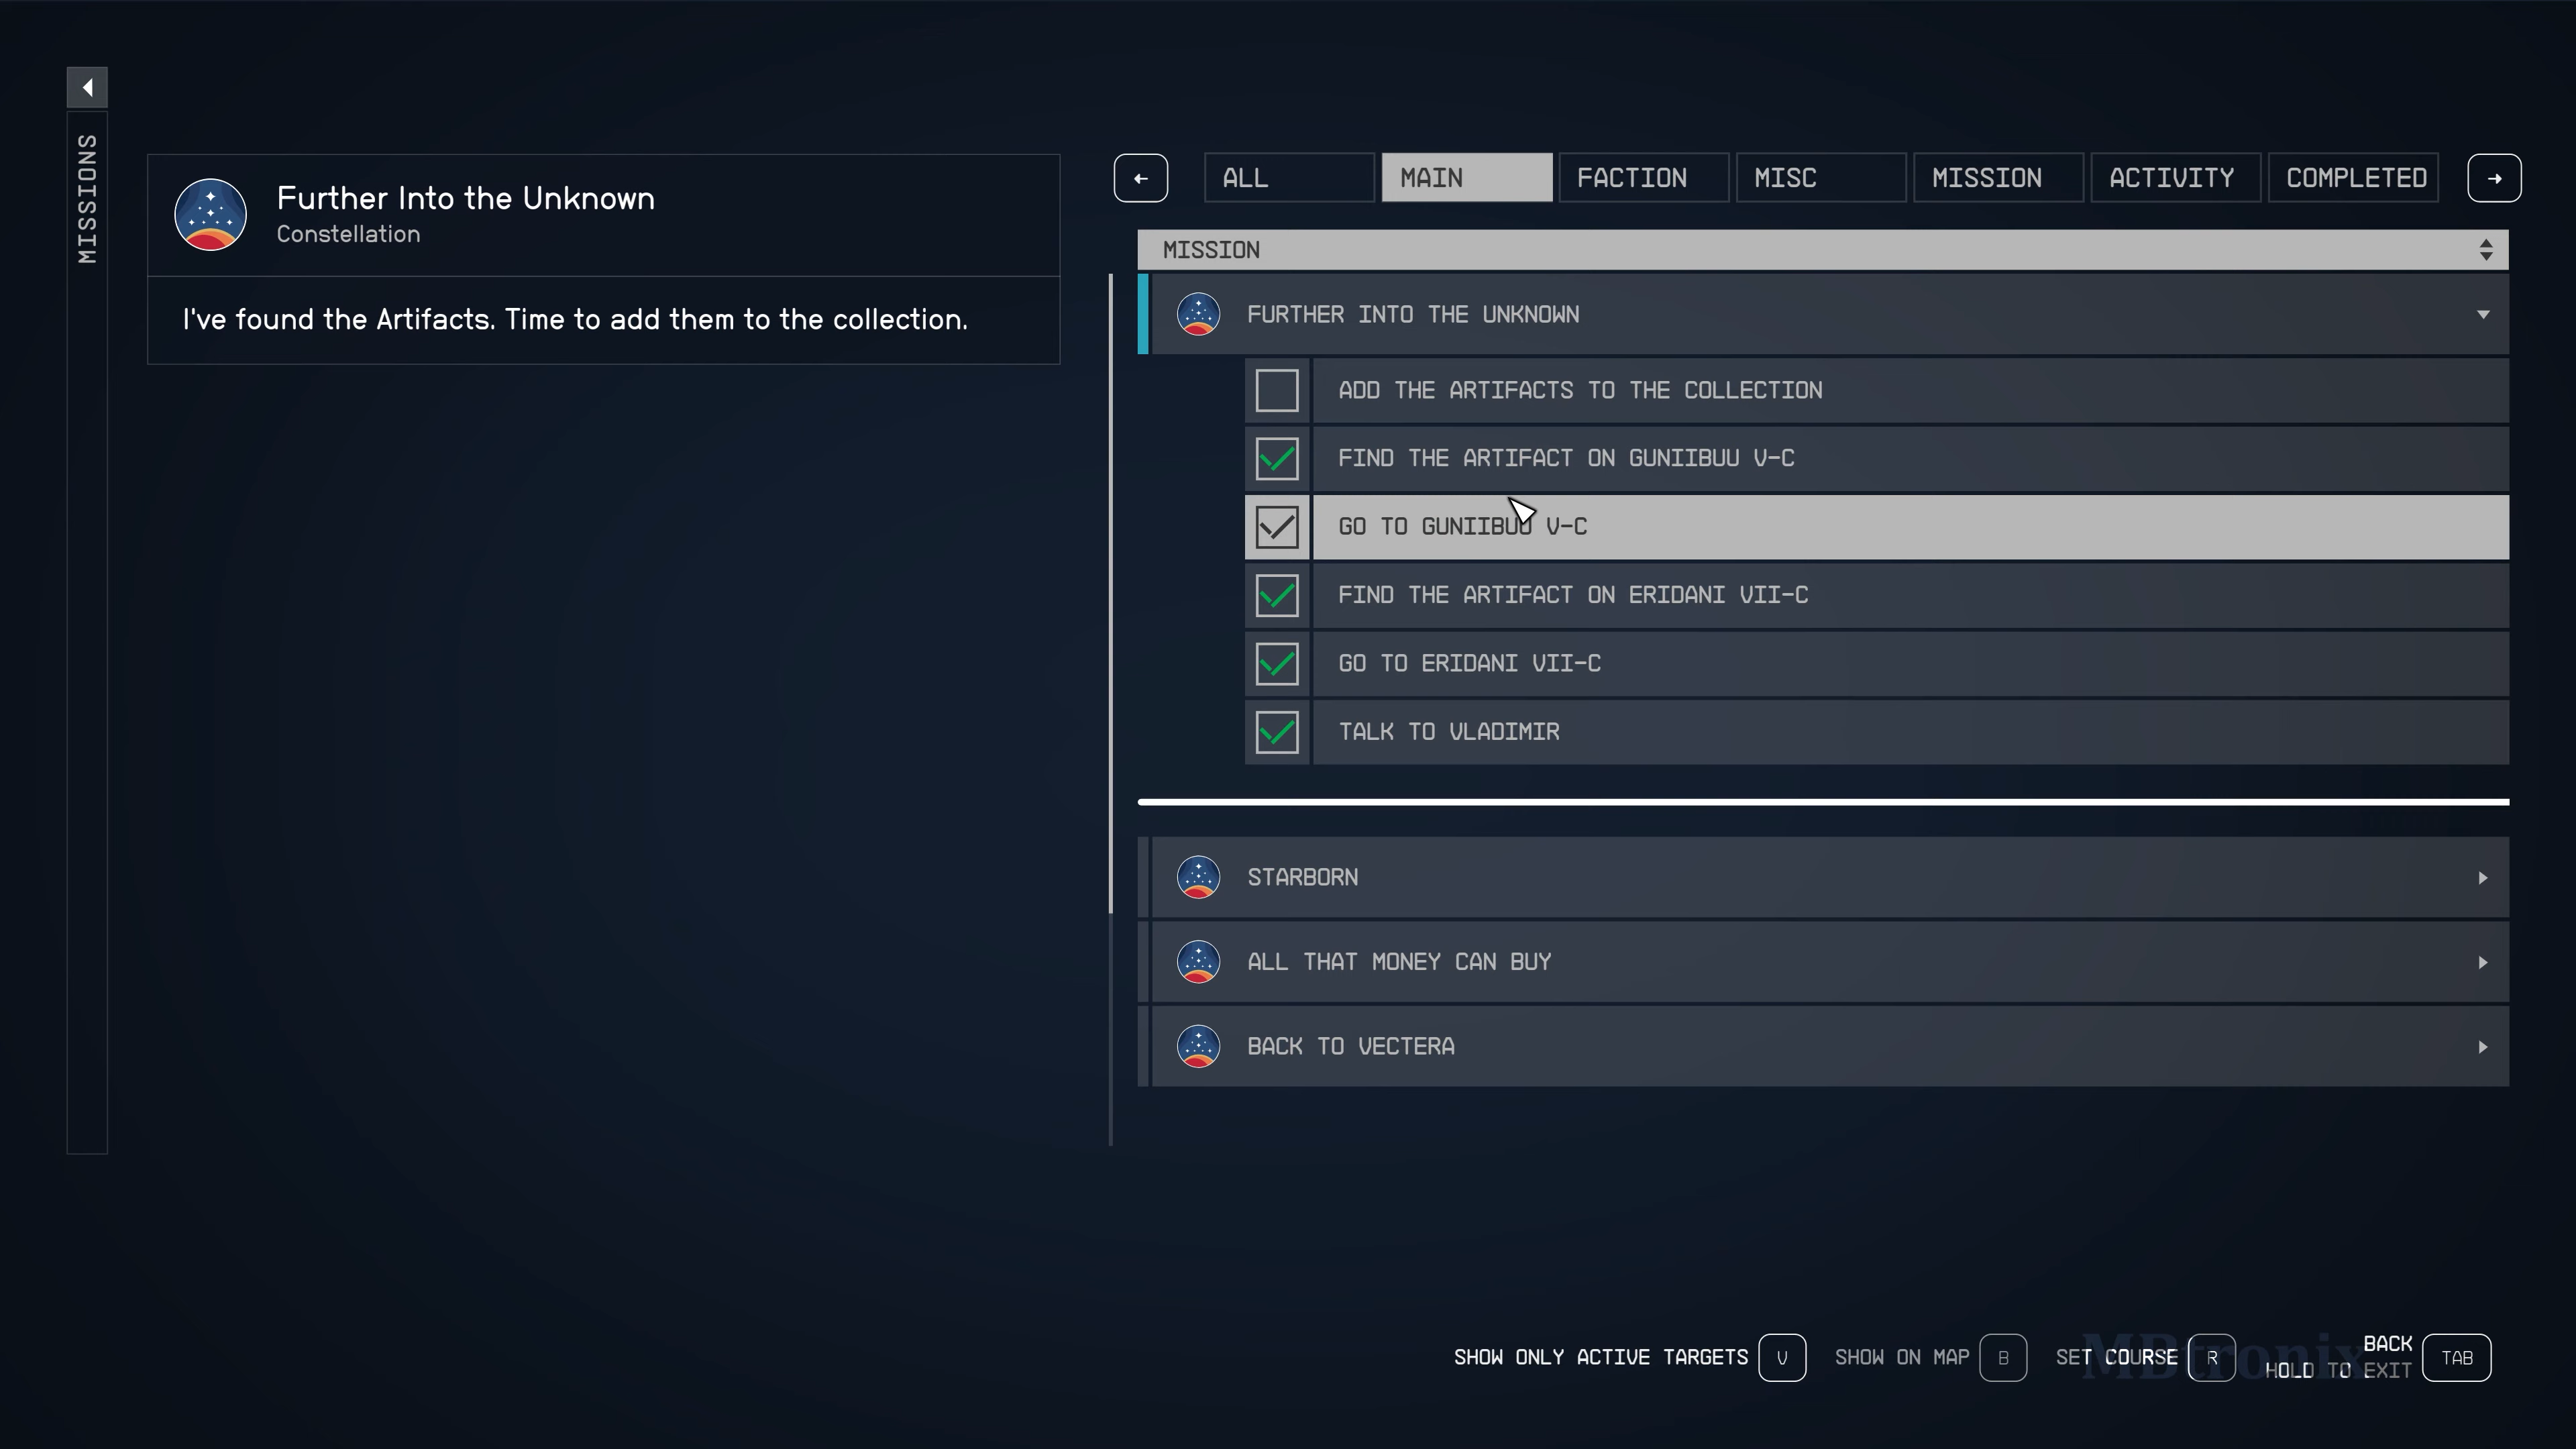 MISSIONS
Further Into the Unknown
Constellation
I've found the Artifacts. Time to add them to the collection.
ALL
MAIN
FACTION
MISC
MISSION
ACTIVITY
COMPLETED
MISSION
FURTHER INTO THE UNKNOWN
ADD THE ARTIFACTS TO THE COLLECTION
FIND THE ARTIFACT ON GUNIIBUU V-C
GO TO GUNIIBUU V-C
FIND THE ARTIFACT ON ERIDANI VII-C
GO TO ERIDANI VII-C
TALK TO VLADIMIR
STARBORN
ALL THAT MONEY CAN BUY
BACK TO VECTERA
SHOW ONLY ACTIVE TARGETS V
SHOW ON MAP B
SET COURSE R
BACK
HOLD TO EXIT
TAB
MBtronix